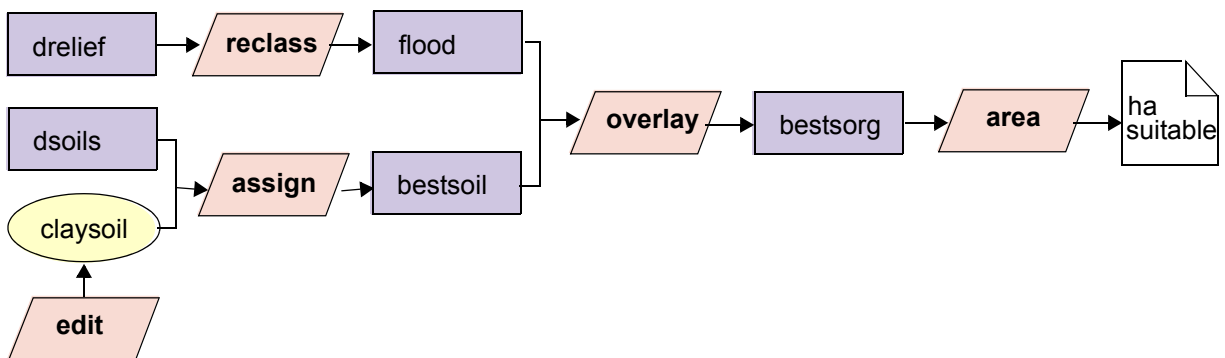 drelief
reclass
flood
dsoils
claysoil
edit
assign
bestsoil
overlay
bestsorg
area
ha
suitable